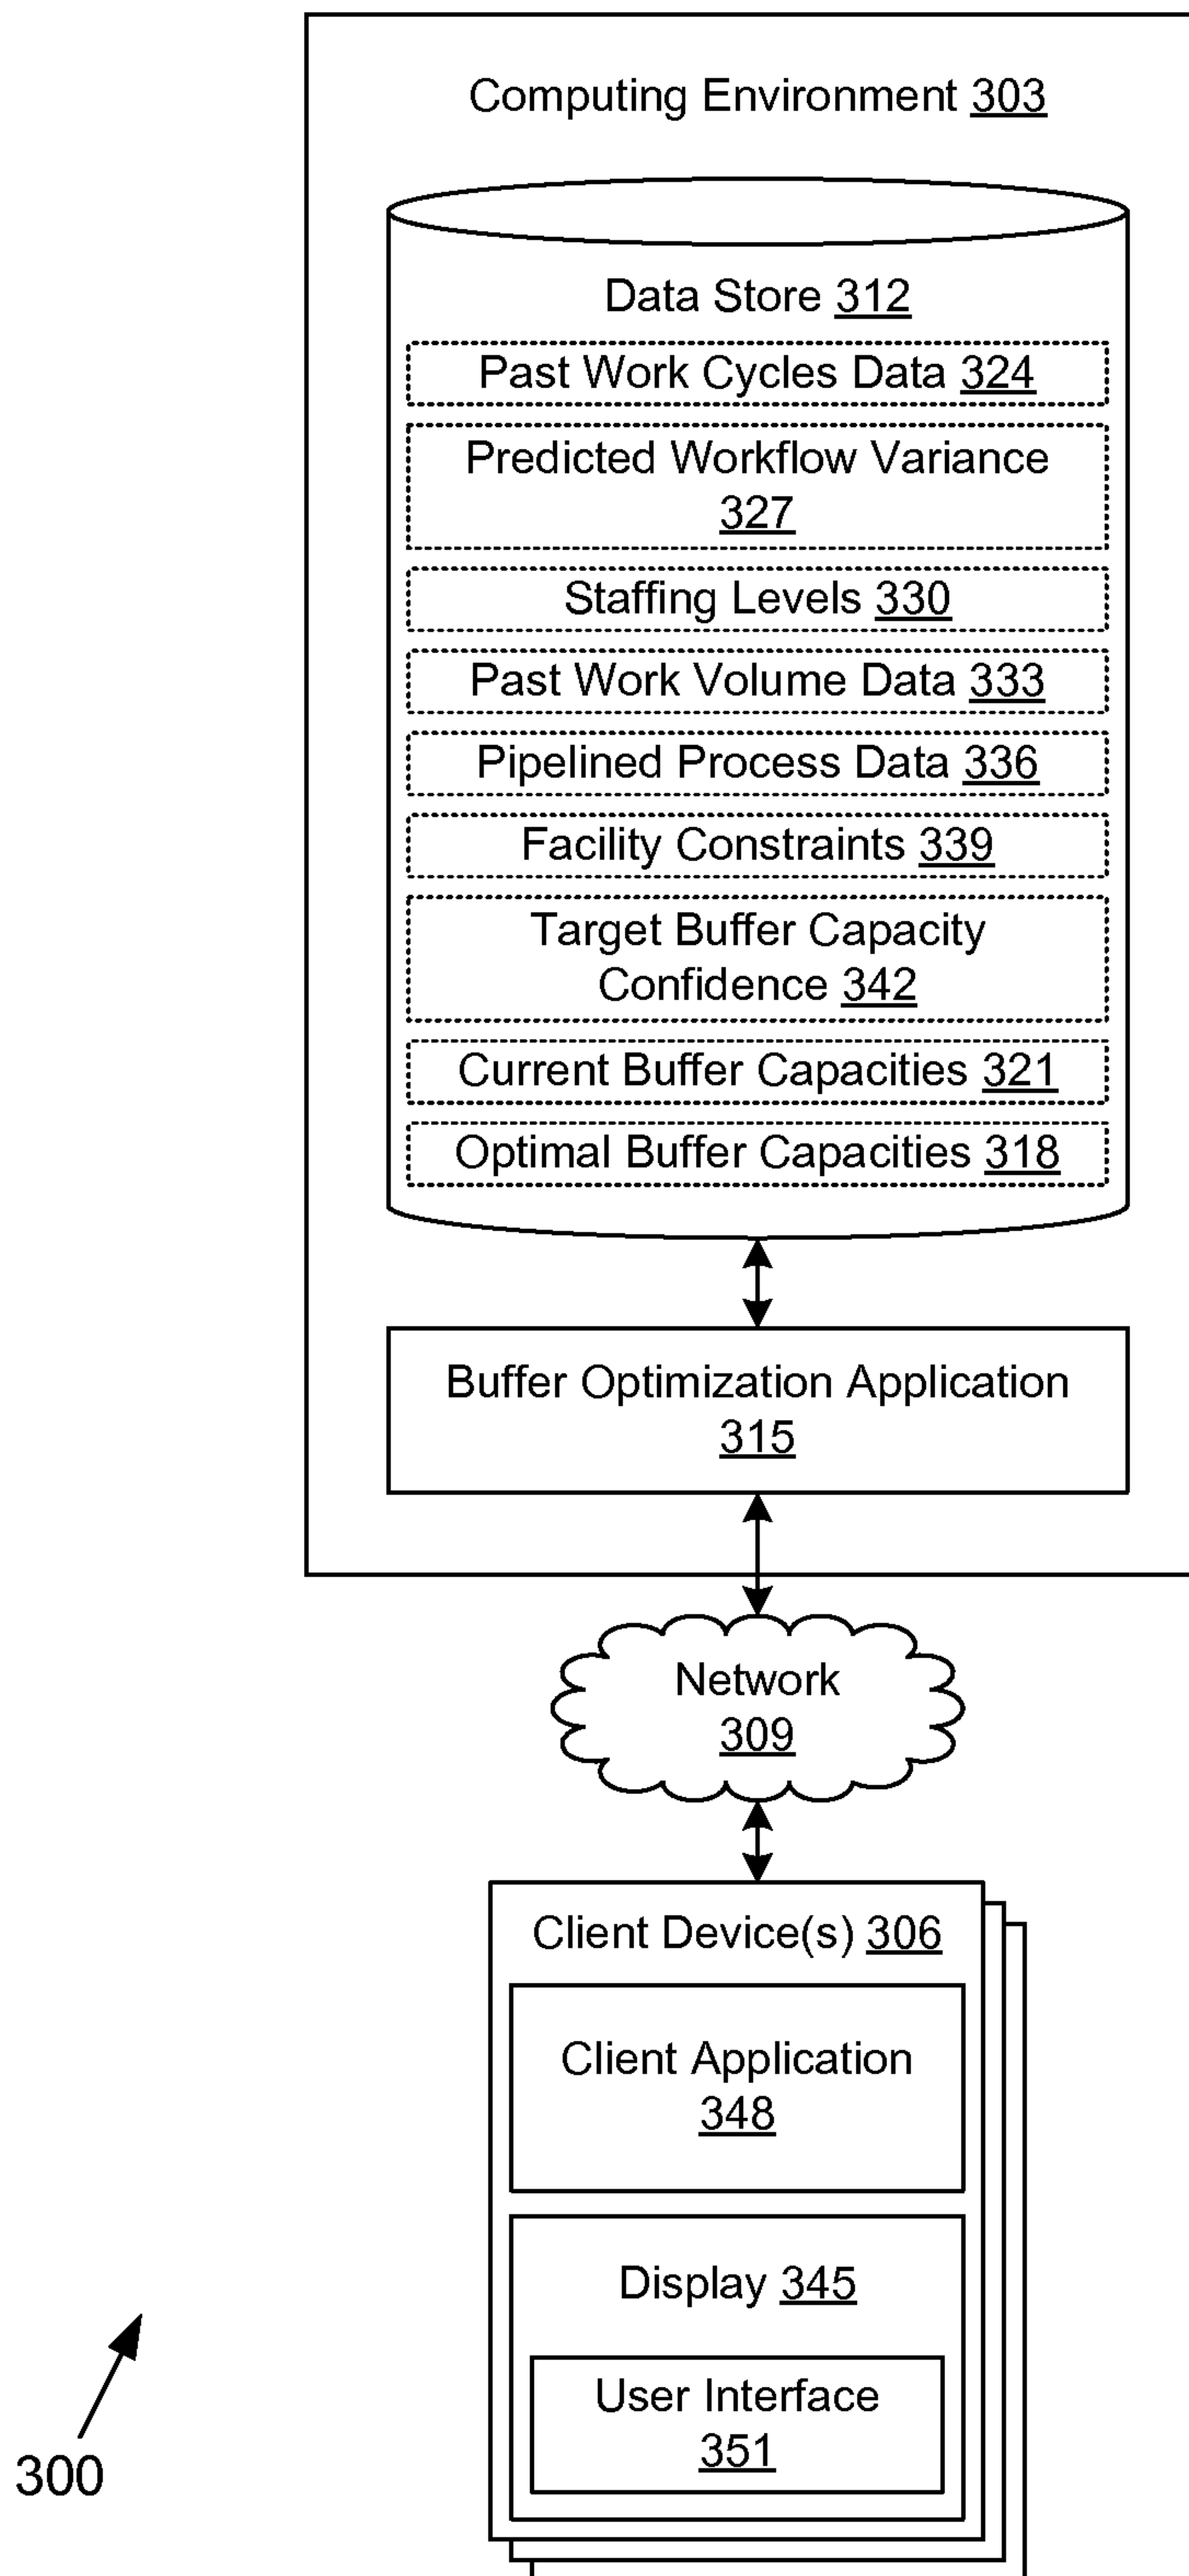 Computing Environment 303
Data Store 312
Past Work Cycles Data 324
Predicted Workflow Variance
327
Staffing Levels 330
Past Work Volume Data 333
Pipelined Process Data 336
Facility Constraints 339
Target Buffer Capacity
Confidence 342
Current Buffer Capacities 321
Optimal Buffer Capacities 318
Buffer Optimization Application
315
Network
309
Client Device(s) 306
Client Application
348
Display 345
User Interface
351
300